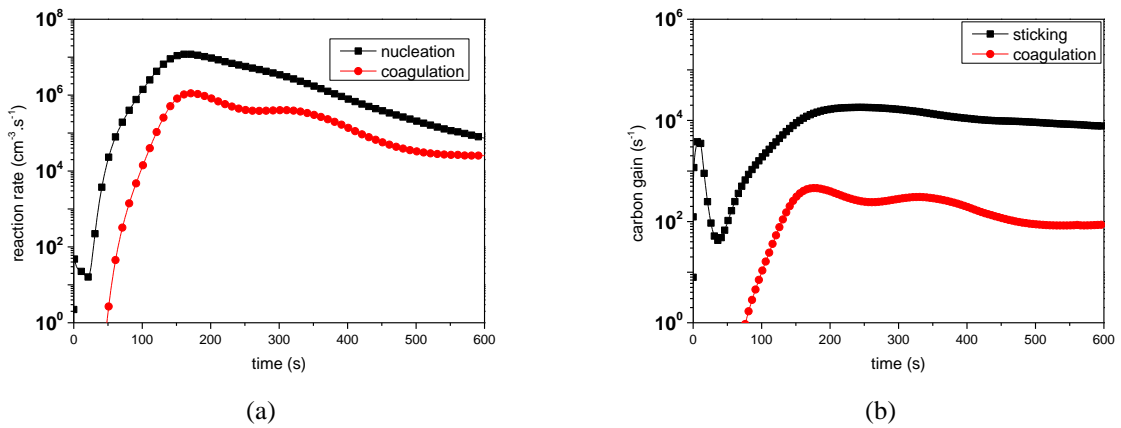 10^8
10^6
10^4
10^2
10^0
reaction rate (cm^-3.s^-1)
nucleation
coagulation
0 100 200 300 400 500 600
time (s)
(a)
10^6
10^4
10^2
10^0
carbon gain (s^-1)
sticking
coagulation
0 100 200 300 400 500 600
time (s)
(b)